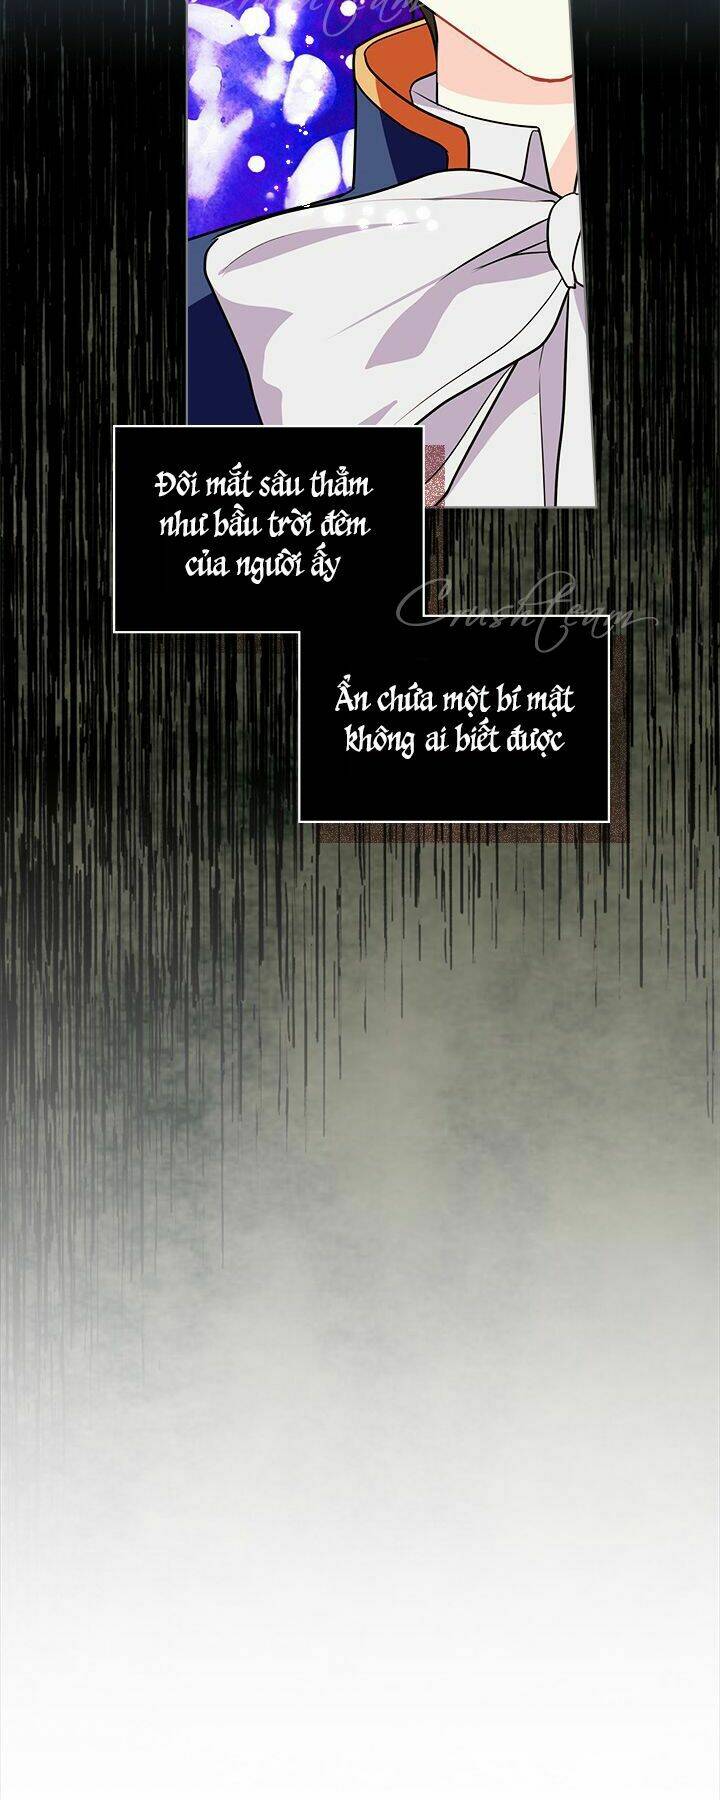 Crushteam
Đôi mắt sâu thẳm
như bầu trời đêm
của người ấy
Crushteam
Ẩn chứa một bí mật
không ai biết được